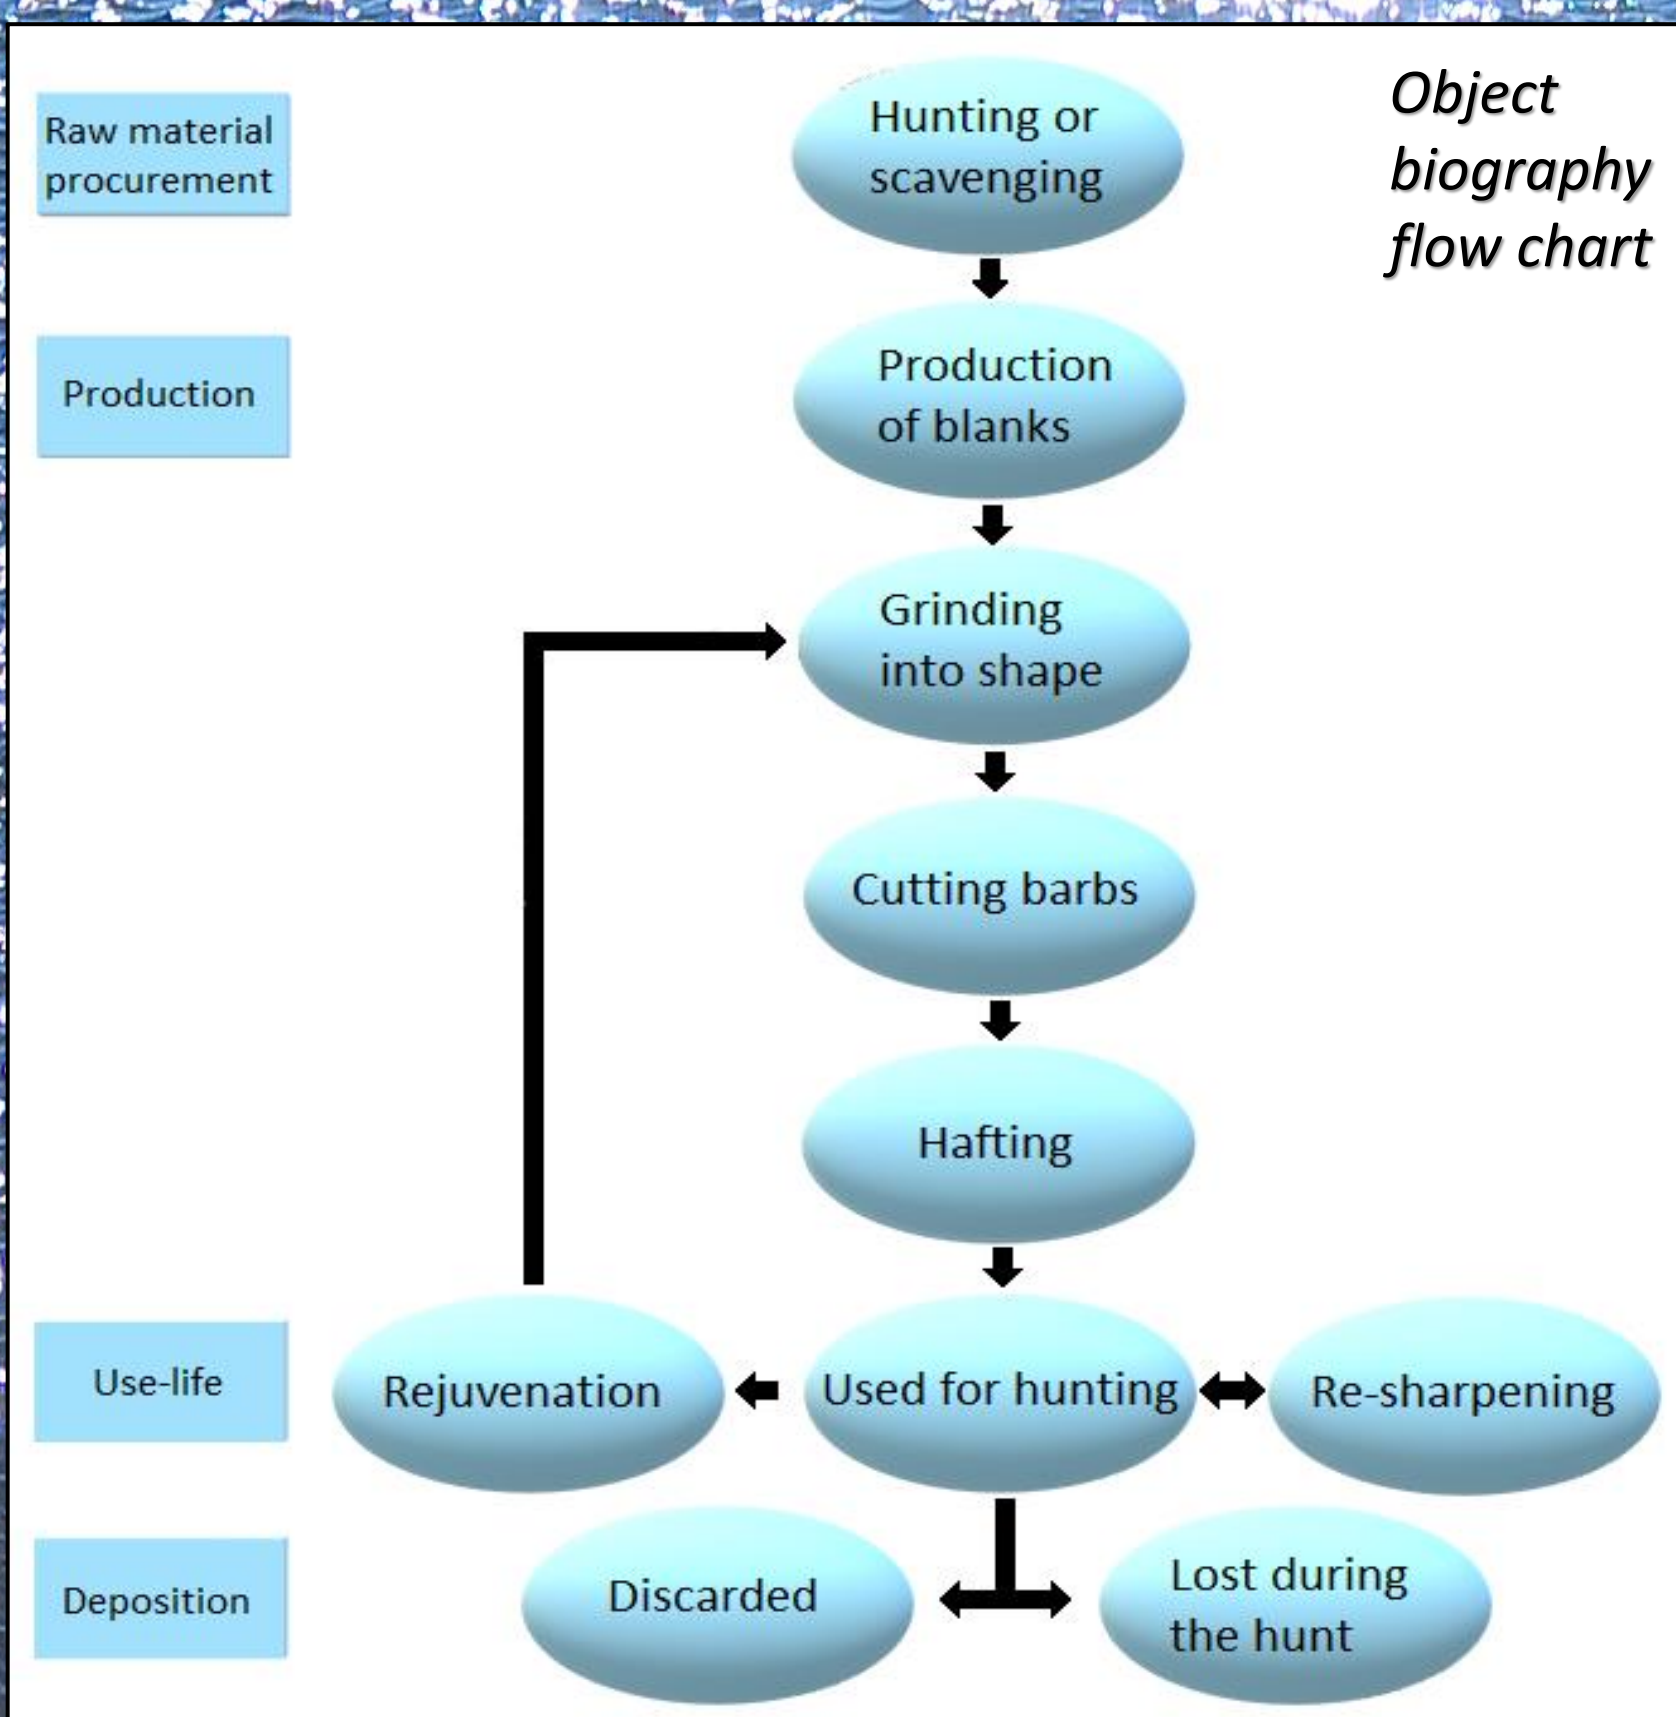 Object
biography
flow chart
Raw material
procurement
Hunting or
scavenging
Production
Production
of blanks
Grinding
into shape
Cutting barbs
Hafting
Use-life
Rejuvenation
Used for hunting
Re-sharpening
Deposition
Discarded
Lost during
the hunt